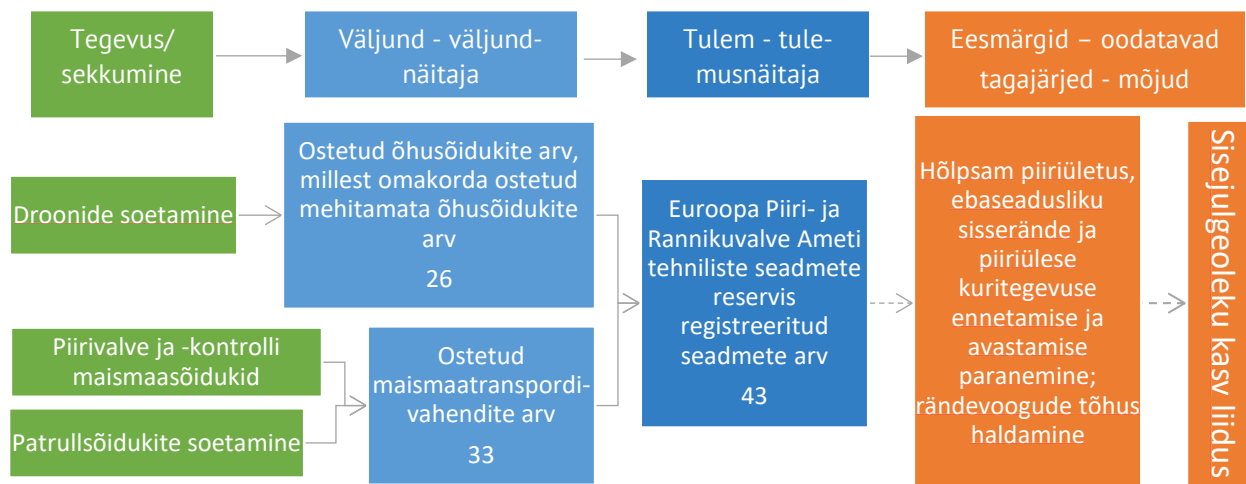 Tegevus/
sekkumine
Väljund - väljund-
näitaja
Tulem - tule-
musnäitaja
Eesmärgid – oodatavad
tagajärjed - mõjud
Droonide soetamine
Ostetud õhusõidukite arv,
millest omakorda ostetud
mehitamata õhusõidukite
arv
26
Piirivalve ja -kontrolli
maismaasõidukid
Patrullsõidukite soetamine
Ostetud
maismaatranspordi-
vahendite arv
33
Euroopa Piiri- ja
Rannikuvalve Ameti
tehniliste seadmete
reservis
registreeritud
seadmete arv
43
Hõlpsam piiriületus,
ebaseadusliku
sisserände ja
piiriülese
kuritegevuse
ennetamise ja
avastamise
paranemine;
rändevoogude tõhus
haldamine
Sisejulgeoleku kasv liidus